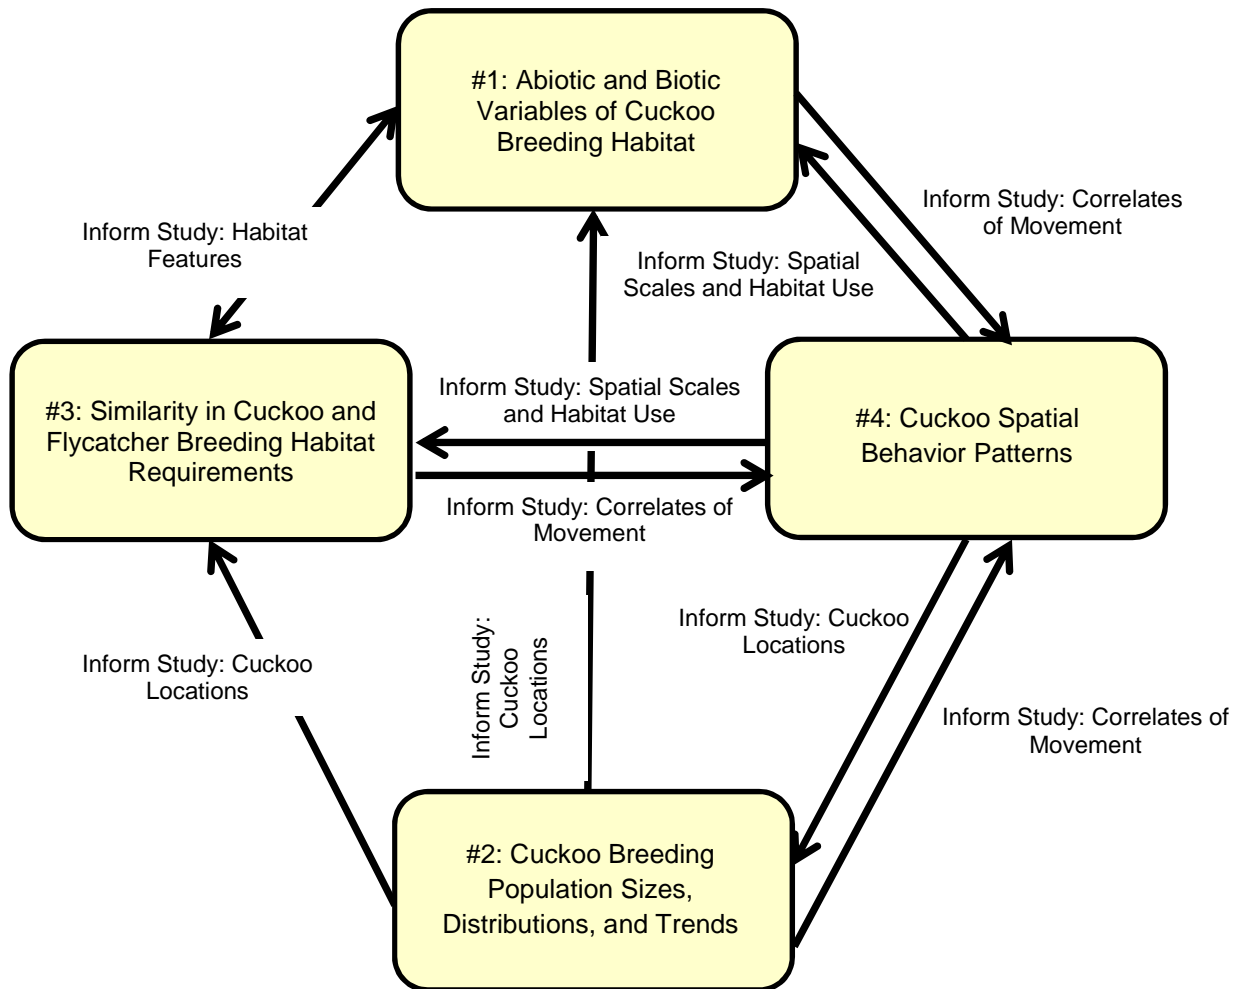 #1: Abiotic and Biotic
Variables of Cuckoo
Breeding Habitat
Inform Study: Correlates
of Movement
Inform Study: Habitat
Features
Inform Study: Spatial
Scales and Habitat Use
#3: Similarity in Cuckoo and
Flycatcher Breeding Habitat
Requirements
Inform Study: Spatial Scales
and Habitat Use
#4: Cuckoo Spatial
Behavior Patterns
Inform Study: Correlates of
Movement
Inform Study: Cuckoo
Locations
Inform Study:
Cuckoo
Locations
Inform Study: Cuckoo
Locations
Inform Study: Correlates of
Movement
#2: Cuckoo Breeding
Population Sizes,
Distributions, and Trends